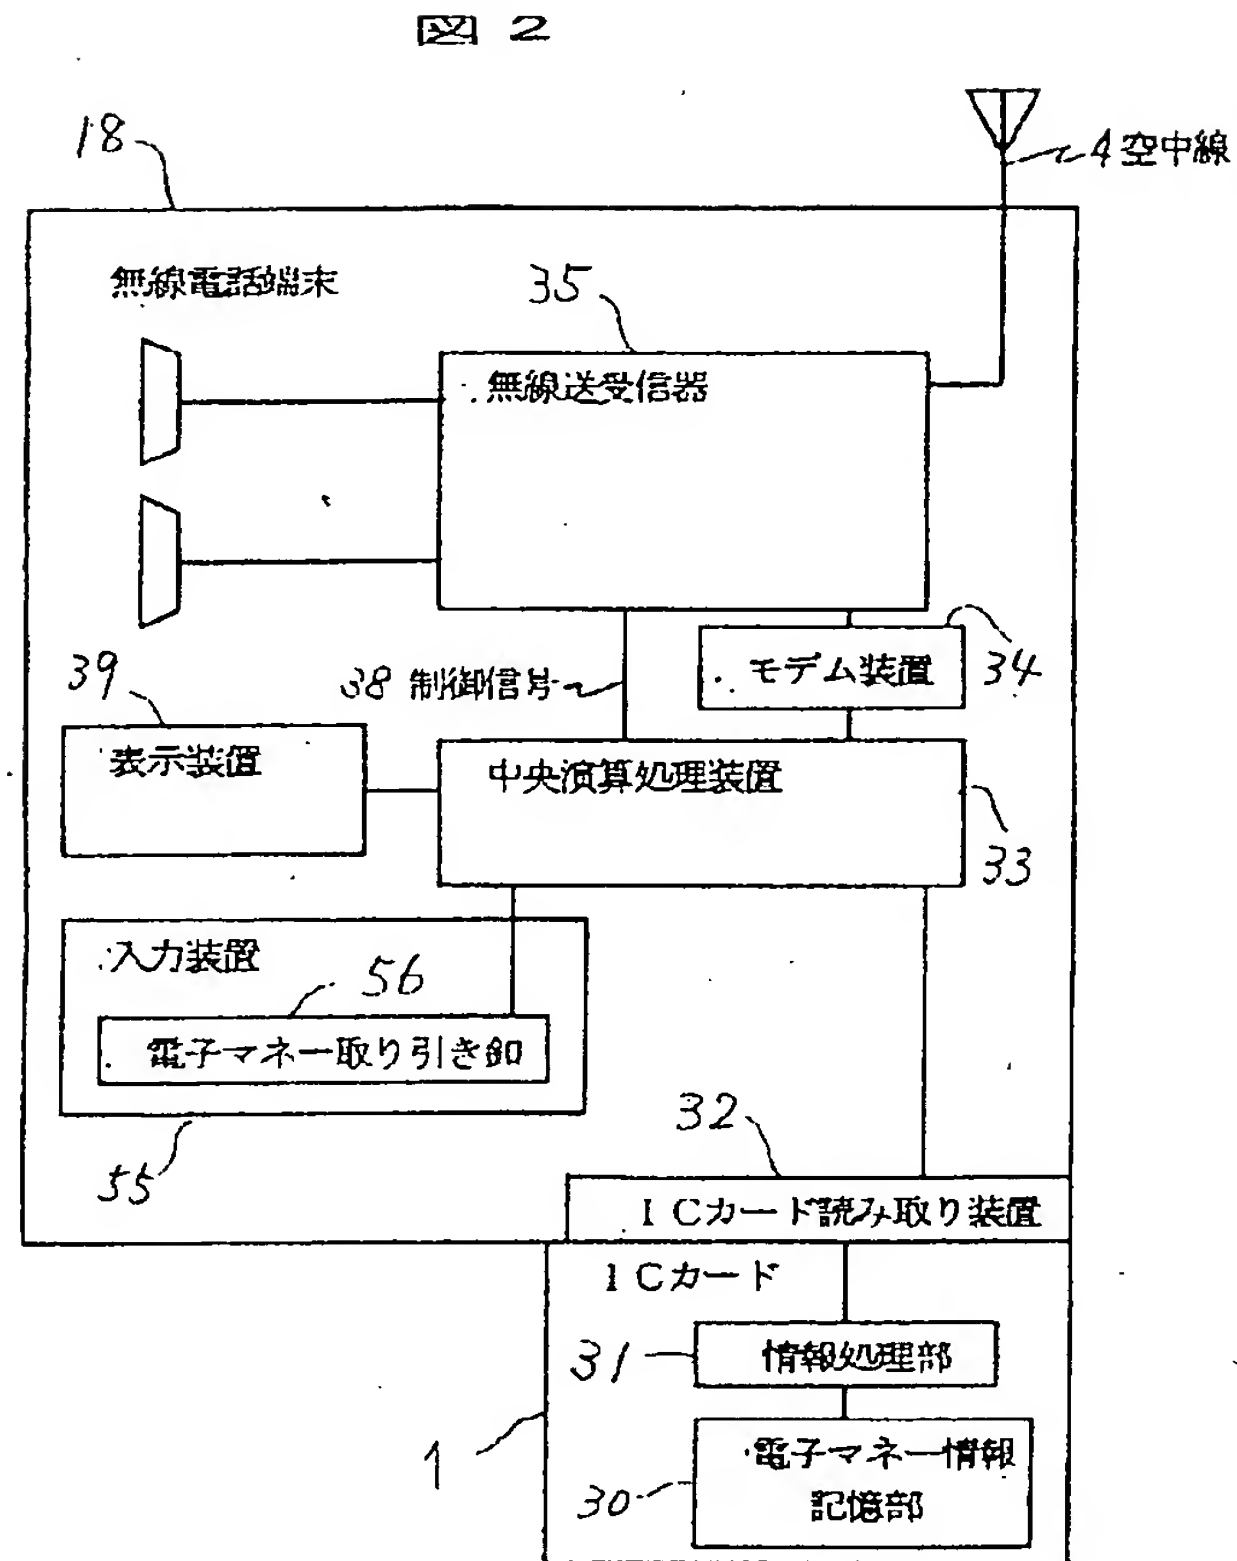 図 2
18
4 空中線
無線電話端末
35
無線送受信器
39
38 制御信号
モデム装置
34
表示装置
中央演算処理装置
33
入力装置
56
電子マネー取り引き釦
55
32
ICカード読み取り装置
ICカード
31
情報処理部
1
30
電子マネー情報
記憶部